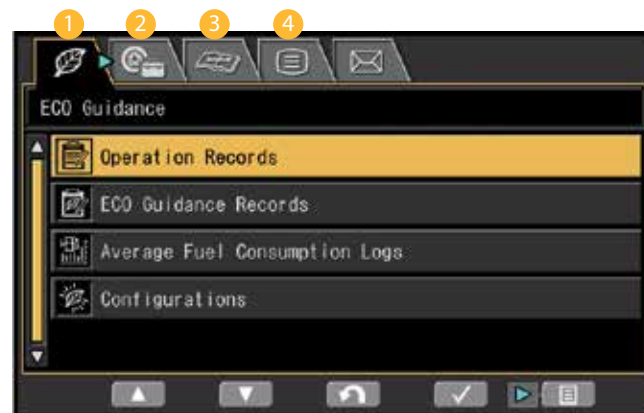 1 2 3 4
ECO Guidance
Operation Records
ECO Guidance Records
Average Fuel Consumption Logs
Configurations